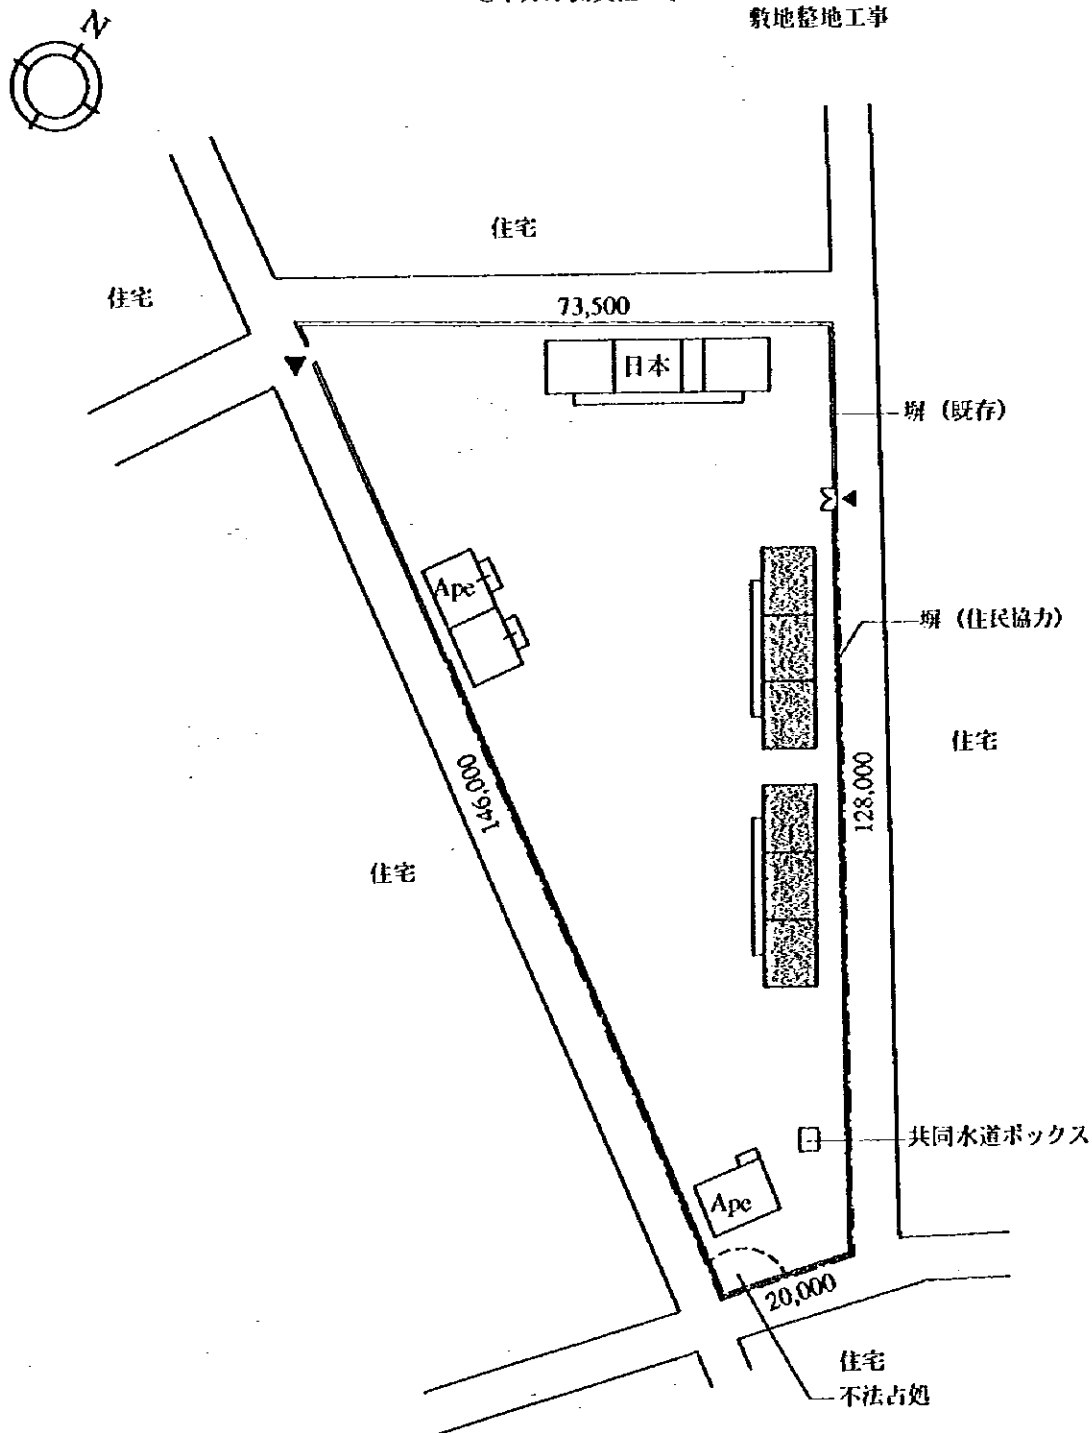 敷地整地工事
N
住宅
住宅
73,500
日本
塀（既存）
Ape
塀（住民協力）
住宅
146,000
128,000
住宅
共同水道ボックス
Ape
20,000
住宅
不法占処